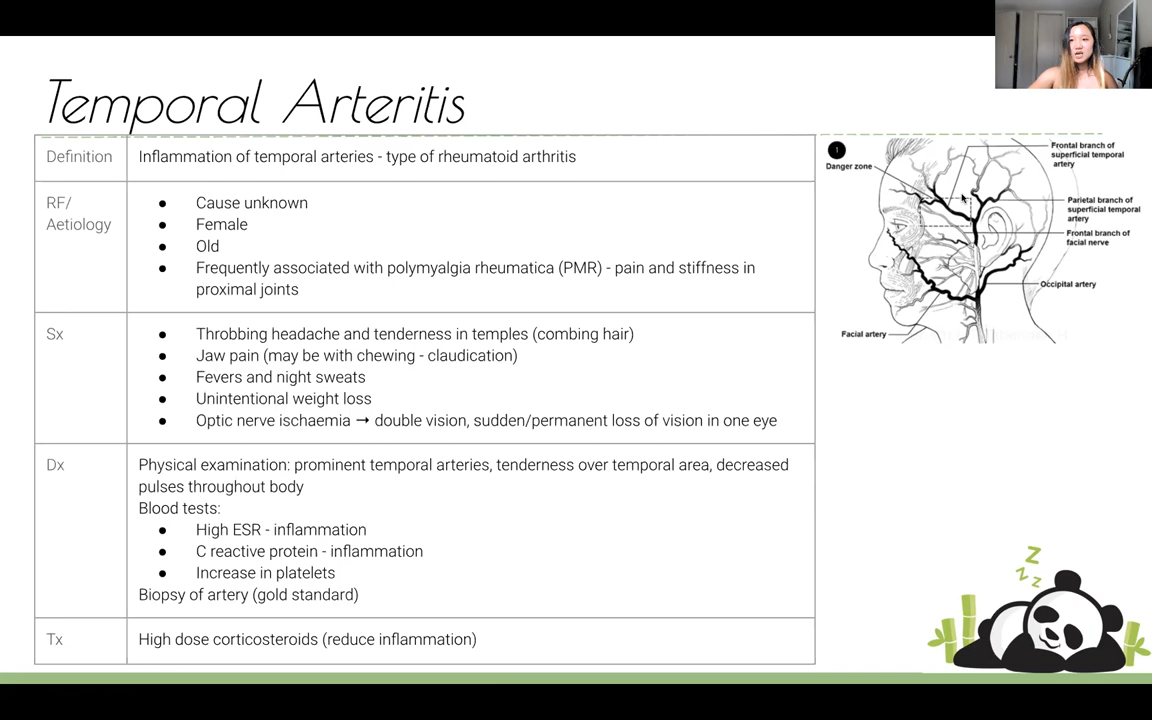 Temporal Arteritis
Definition
Inflammation of temporal arteries - type of rheumatoid arthritis
RF/
Aetiology
● Cause unknown
● Female
● Old
● Frequently associated with polymyalgia rheumatica (PMR) - pain and stiffness in
proximal joints
Sx
● Throbbing headache and tenderness in temples (combing hair)
● Jaw pain (may be with chewing - claudication)
● Fevers and night sweats
● Unintentional weight loss
● Optic nerve ischaemia → double vision, sudden/permanent loss of vision in one eye
Dx
Physical examination: prominent temporal arteries, tenderness over temporal area, decreased
pulses throughout body
Blood tests:
● High ESR - inflammation
● C reactive protein - inflammation
● Increase in platelets
Biopsy of artery (gold standard)
Tx
High dose corticosteroids (reduce inflammation)
1
Danger zone
Frontal branch of
superficial temporal
artery
Parietal branch of
superficial temporal
artery
Frontal branch of
facial nerve
Occipital artery
Facial artery
Z
Z
Z